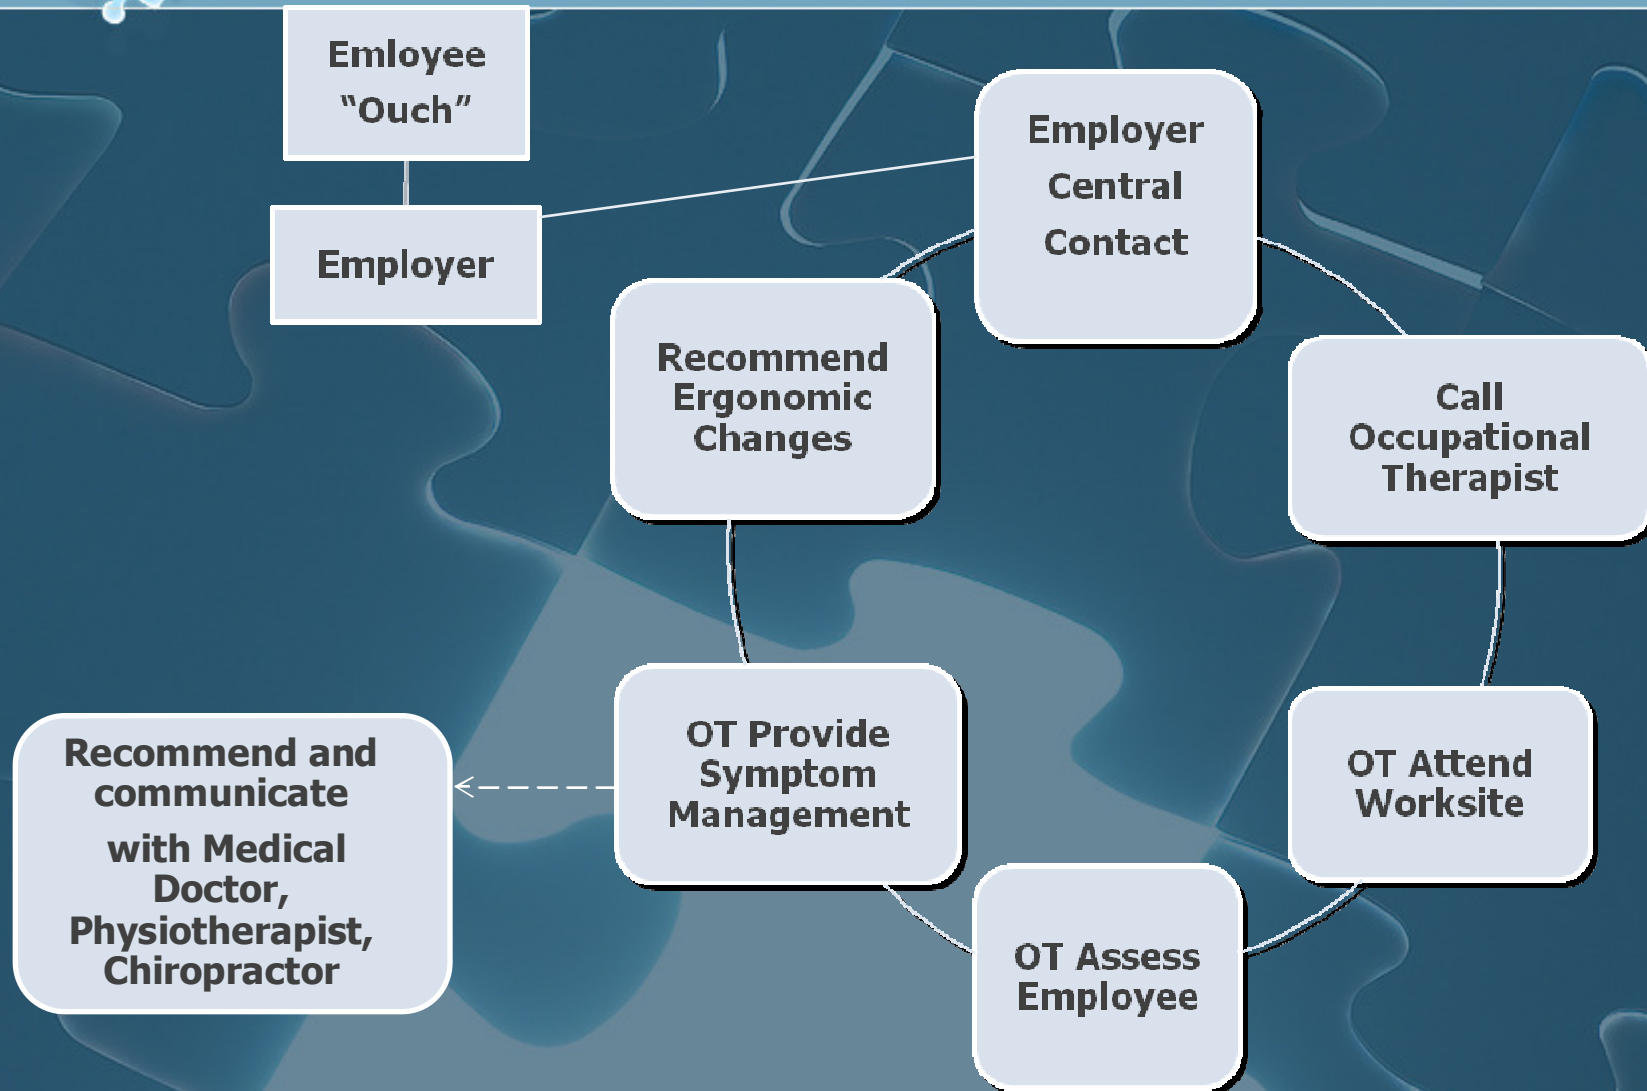 Emloyee
“Ouch”
Employer
Employer
Central
Contact
Call
Occupational
Therapist
OT Attend
Worksite
OT Assess
Employee
OT Provide
Symptom
Management
Recommend
Ergonomic
Changes
Recommend and
communicate
with Medical
Doctor,
Physiotherapist,
Chiropractor